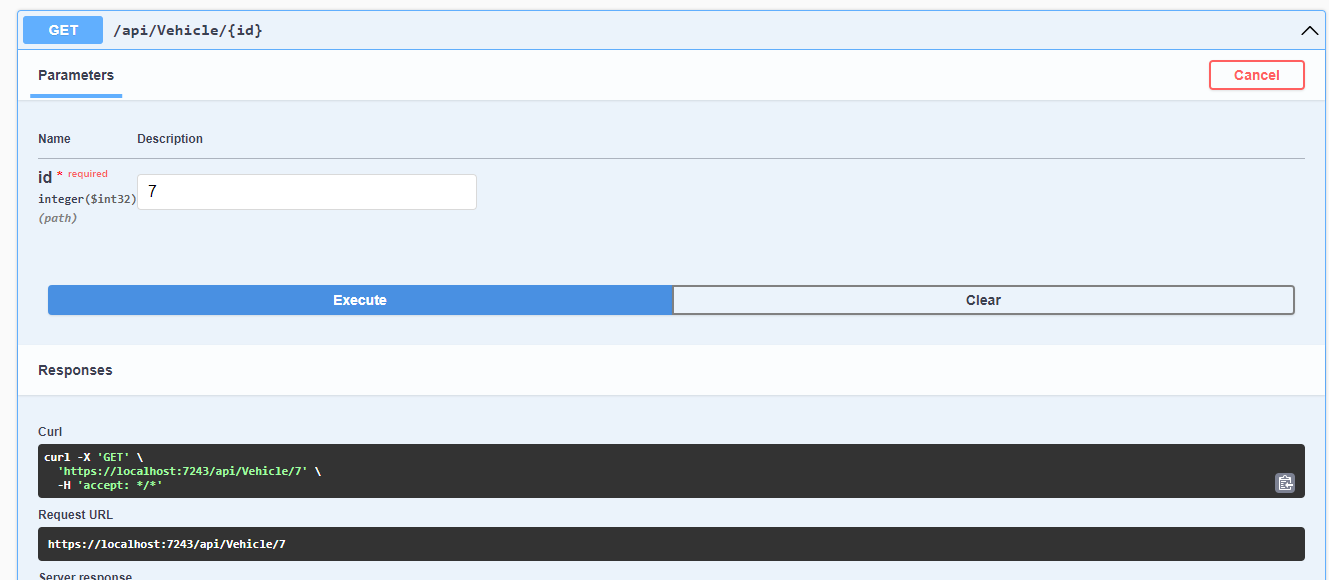 GET /api/Vehicle/{id}
Parameters Cancel
Name Description
id * required
integer($int32) 7
(path)
Execute Clear
Responses
Curl
curl -X 'GET' \
'https://localhost:7243/api/Vehicle/7' \
-H 'accept: */*'
Request URL
https://localhost:7243/api/Vehicle/7
Server response